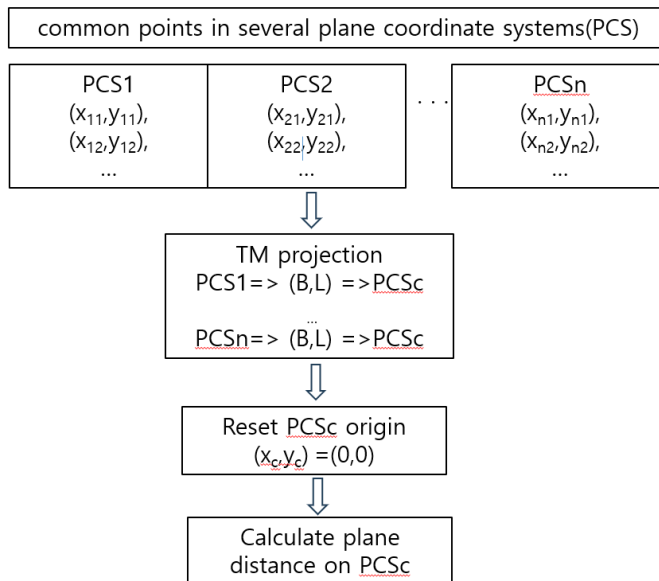 common points in several plane coordinate systems(PCS)
PCS1
(x₁₁,y₁₁),
(x₁₂,y₁₂),
...
PCS2
(x₂₁,y₂₁),
(x₂₂,y₂₂),
...
. . .
PCSn
(xₙ₁,yₙ₁),
(xₙ₂,yₙ₂),
...
TM projection
PCS1=> (B,L) =>PCSc
...
PCSn=> (B,L) =>PCSc
Reset PCSc origin
(x_c,y_c) =(0,0)
Calculate plane
distance on PCSc